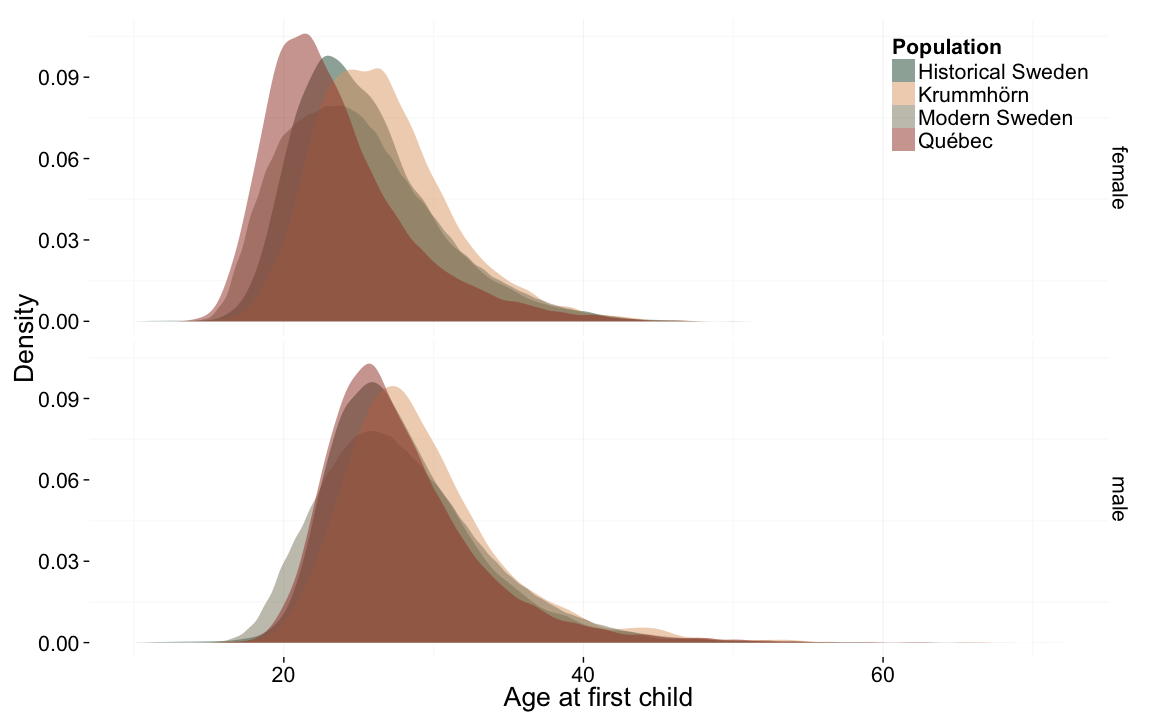 Population
Historical Sweden
Krummhörn
Modern Sweden
Québec
0.09
0.06
0.03
0.00
female
Density
0.09
0.06
0.03
0.00
male
20
40
60
Age at first child